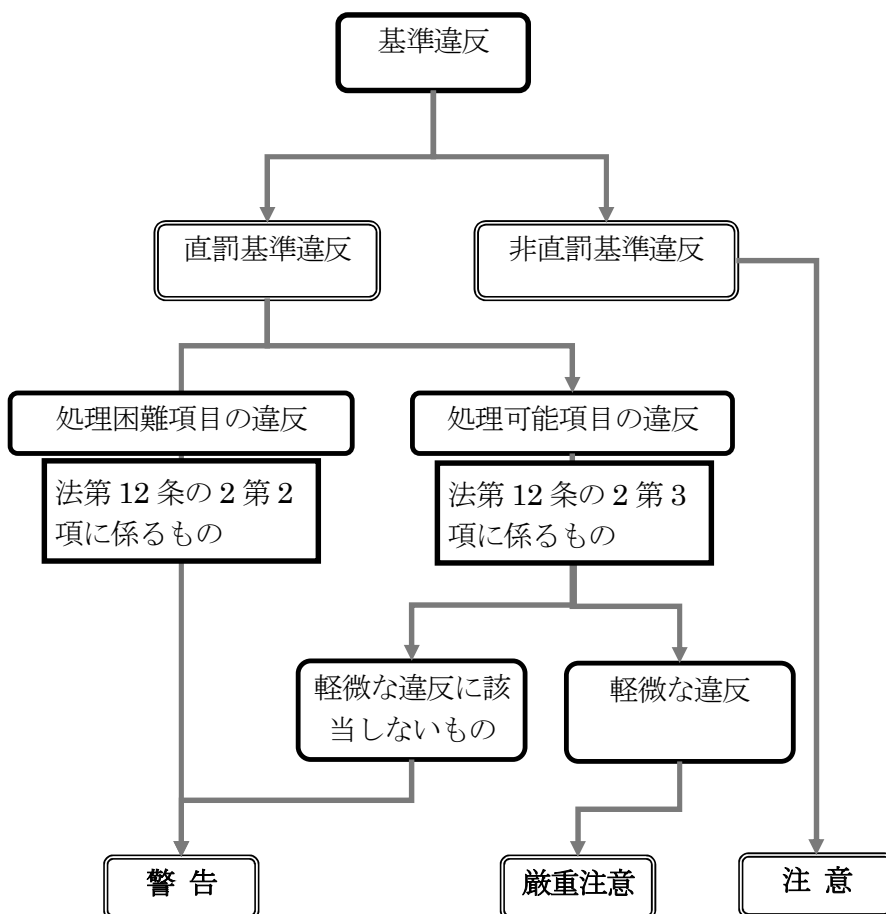 基準違反
直罰基準違反
非直罰基準違反
処理困難項目の違反
処理可能項目の違反
法第 12 条の 2 第 2
項に係るもの
法第 12 条の 2 第 3
項に係るもの
軽微な違反に該
当しないもの
軽微な違反
警 告
厳重注意
注 意